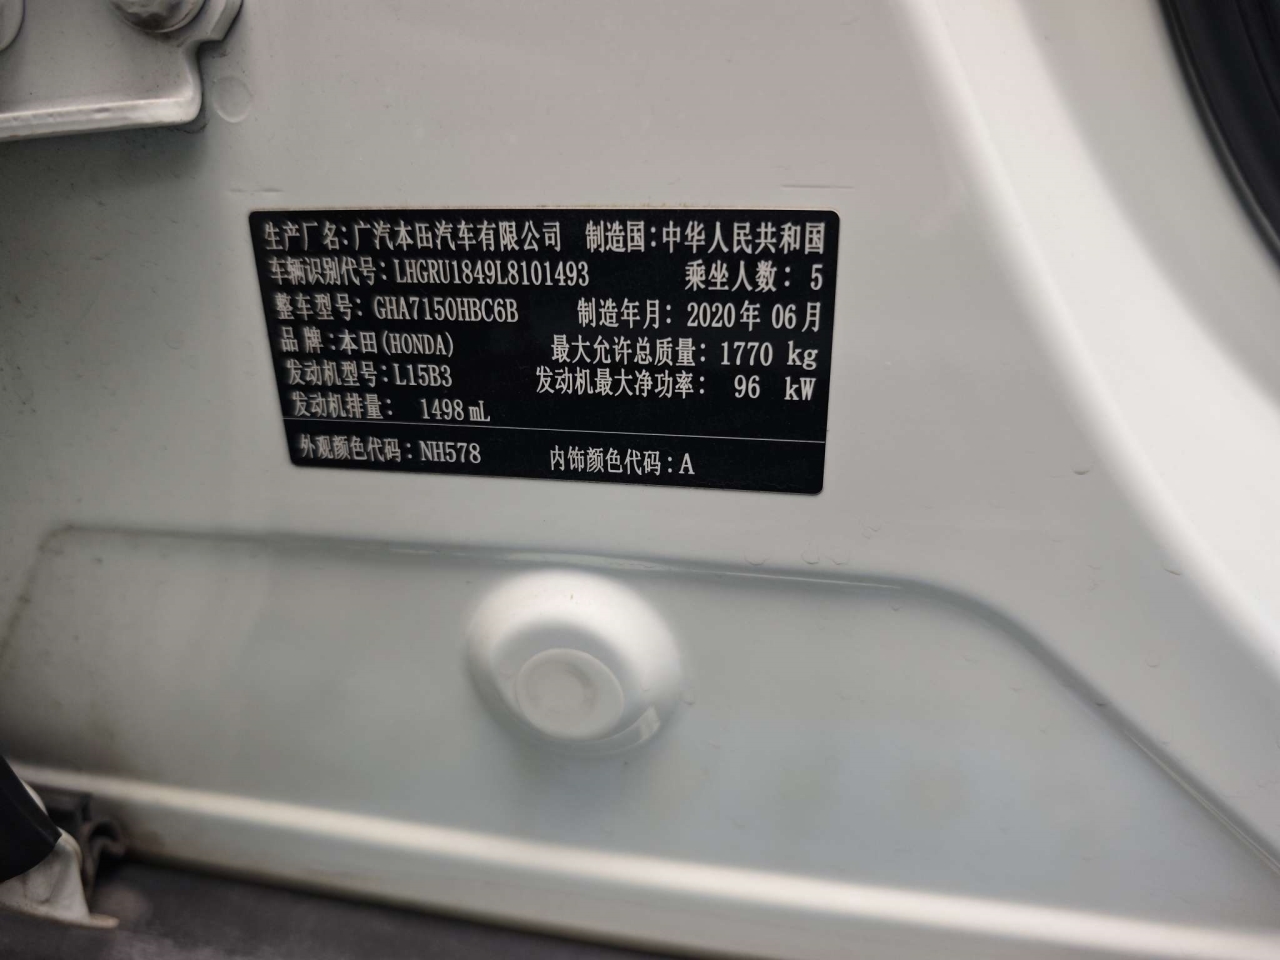 生产厂名:广汽本田汽车有限公司 制造国:中华人民共和国
车辆识别代号:LHGRU1849L8101493 乘坐人数:5
整车型号:GHA7150HBC6B 制造年月:2020年06月
品牌:本田(HONDA) 最大允许总质量:1770 kg
发动机型号:L15B3 发动机最大净功率: 96 kW
发动机排量: 1498 mL
外观颜色代码:NH578 内饰颜色代码:A